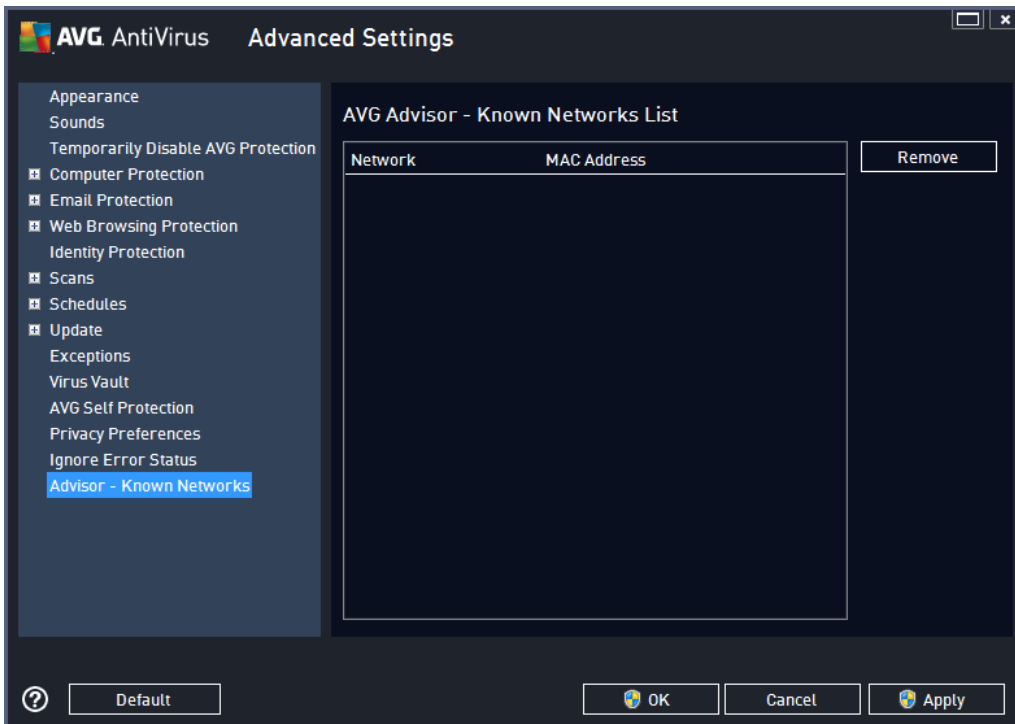 AVG AntiVirus Advanced Settings
Appearance
Sounds
Temporarily Disable AVG Protection
Computer Protection
Email Protection
Web Browsing Protection
Identity Protection
Scans
Schedules
Update
Exceptions
Virus Vault
AVG Self Protection
Privacy Preferences
Ignore Error Status
Advisor - Known Networks
AVG Advisor - Known Networks List
Network MAC Address
Remove
Default
OK
Cancel
Apply